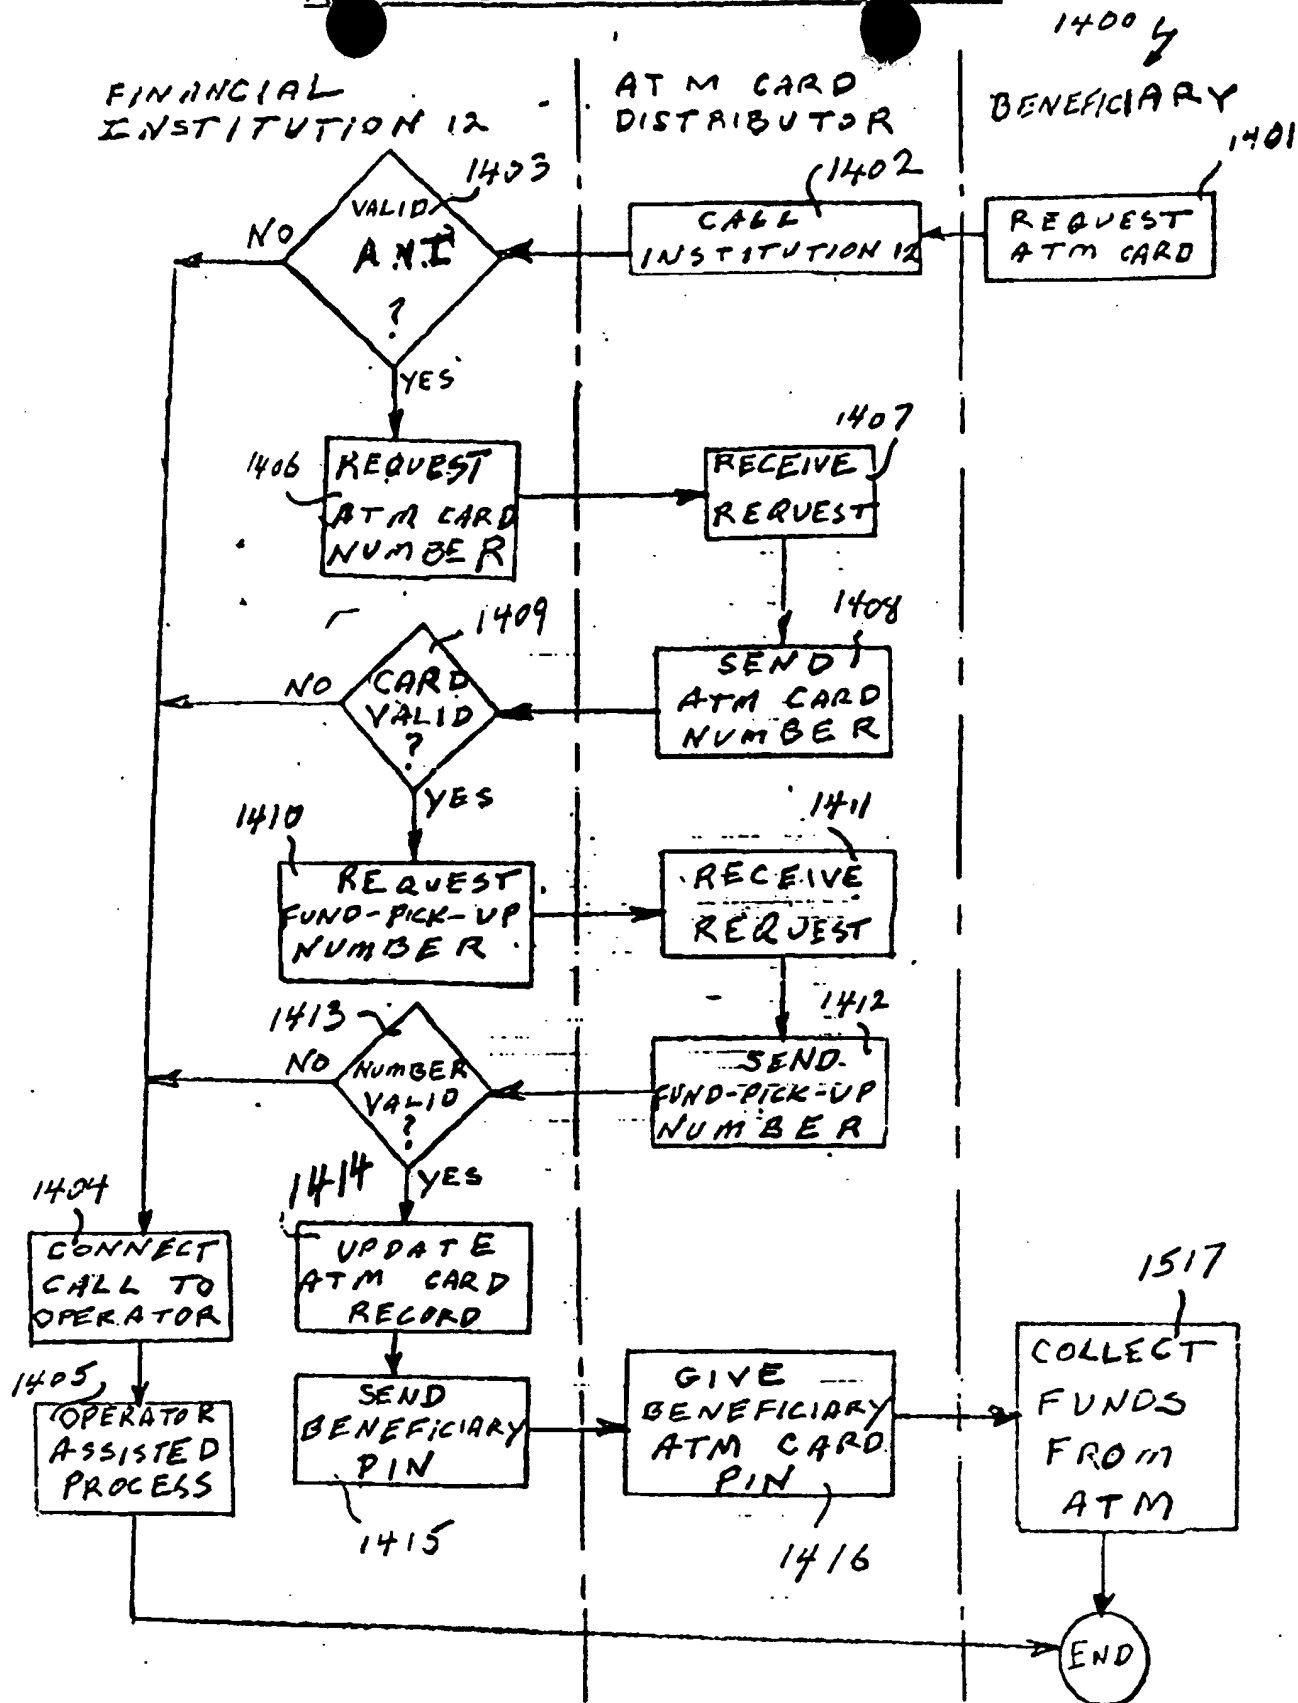 1400
FINANCIAL
INSTITUTION 12
ATM CARD
DISTRIBUTOR
BENEFICIARY
1401
REQUEST
ATM CARD
1402
CALL
INSTITUTION 12
1403
VALID
A.N.I
?
NO
YES
1406
REQUEST
ATM CARD
NUMBER
1407
RECEIVE
REQUEST
1408
SEND
ATM CARD
NUMBER
1409
CARD
VALID
?
NO
YES
1410
REQUEST
FUND-PICK-UP
NUMBER
1411
RECEIVE
REQUEST
1412
SEND
FUND-PICK-UP
NUMBER
1413
NUMBER
VALID
?
NO
YES
1404
CONNECT
CALL TO
OPERATOR
1414
UPDATE
ATM CARD
RECORD
1405
OPERATOR
ASSISTED
PROCESS
SEND
BENEFICIARY
PIN
1415
GIVE
BENEFICIARY
ATM CARD
PIN
1416
1517
COLLECT
FUNDS
FROM
ATM
END